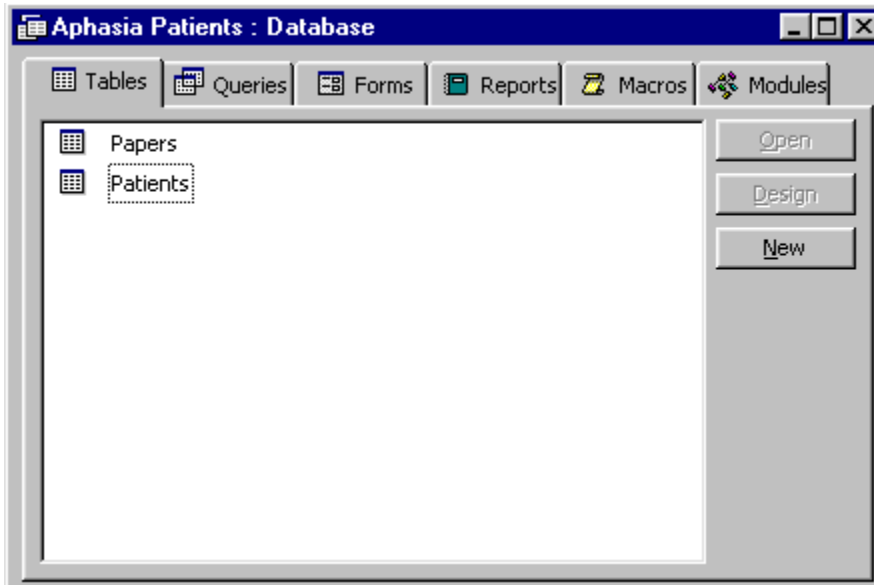 Aphasia Patients : Database
Tables Queries Forms Reports Macros Modules
Papers Open
Patients Design
New